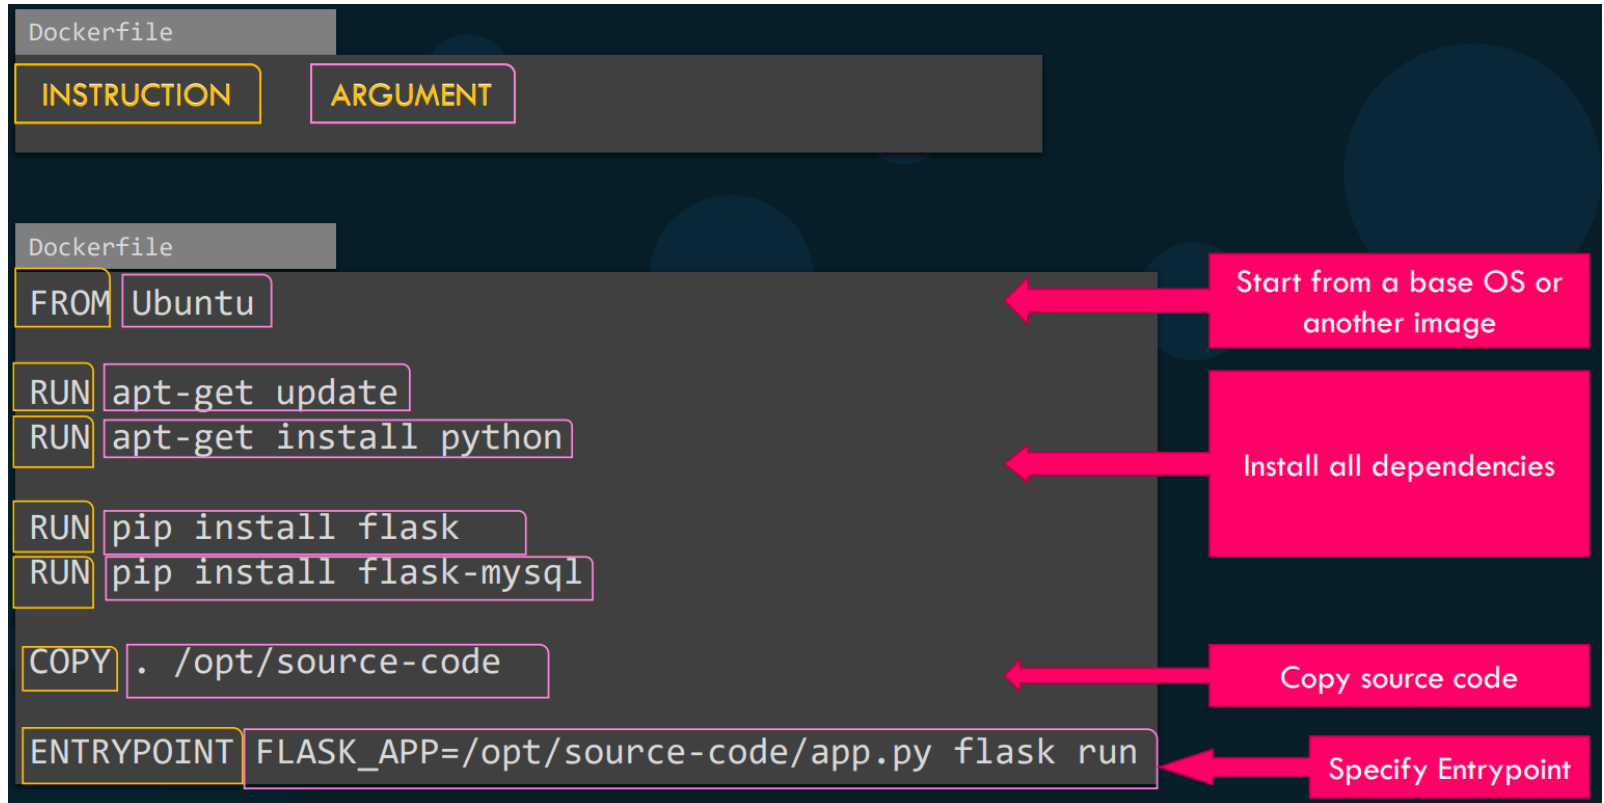 Dockerfile
INSTRUCTION ARGUMENT
Dockerfile
FROM Ubuntu
Start from a base OS or
another image
RUN apt-get update
RUN apt-get install python
Install all dependencies
RUN pip install flask
RUN pip install flask-mysql
COPY . /opt/source-code
Copy source code
ENTRYPOINT FLASK_APP=/opt/source-code/app.py flask run
Specify Entrypoint